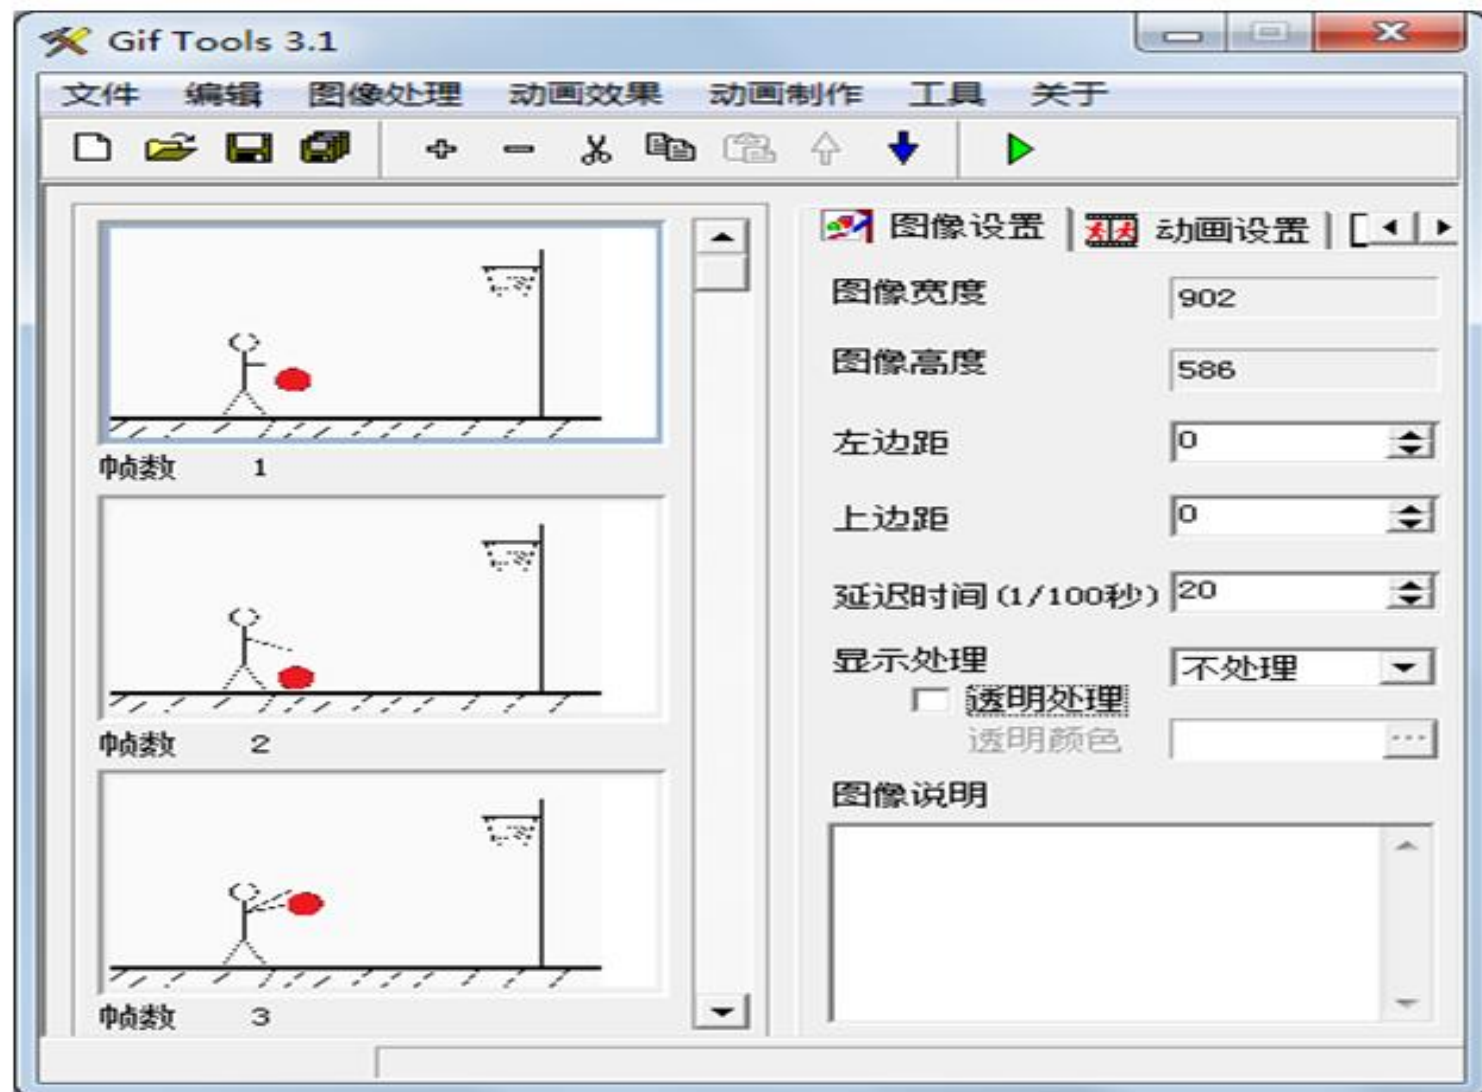 Gif Tools 3.1
文件 编辑 图像处理 动画效果 动画制作 工具 关于
图像设置 动画设置
图像宽度 902
图像高度 586
左边距 0
上边距 0
延迟时间(1/100秒) 20
显示处理 不处理
透明处理
透明颜色 ...
图像说明
帧数 1
帧数 2
帧数 3